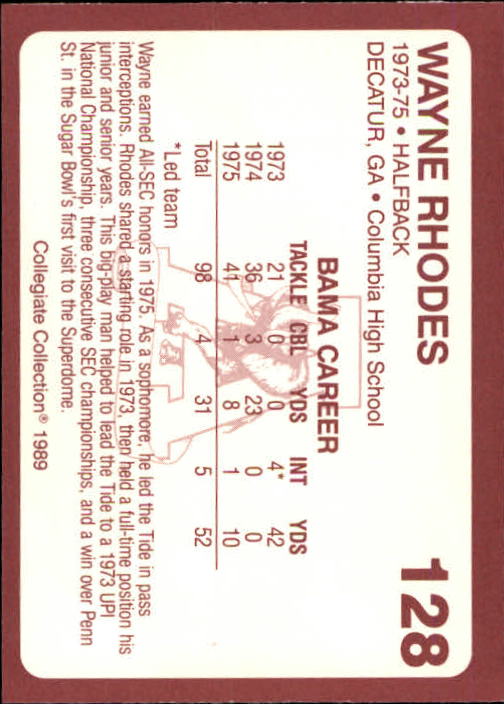 WAYNE RHODES 128
1973-75 • HALFBACK
DECATUR, GA • Columbia High School
BAMA CAREER
TACKLE CBL YDS INT YDS
1973 21 0 0 4* 42
1974 36 3 23 0 0
1975 41 1 8 1 10
Total 98 4 31 5 52
*Led team
Wayne earned All-SEC honors in 1975. As a sophomore, he led the Tide in pass
interceptions. Rhodes shared a starting role in 1973, then held a full-time position his
junior and senior years. This big-play man helped to lead the Tide to a 1973 UPI
National Championship, three consecutive SEC championships, and a win over Penn
St. in the Sugar Bowl's first visit to the Superdome.
Collegiate Collection® 1989